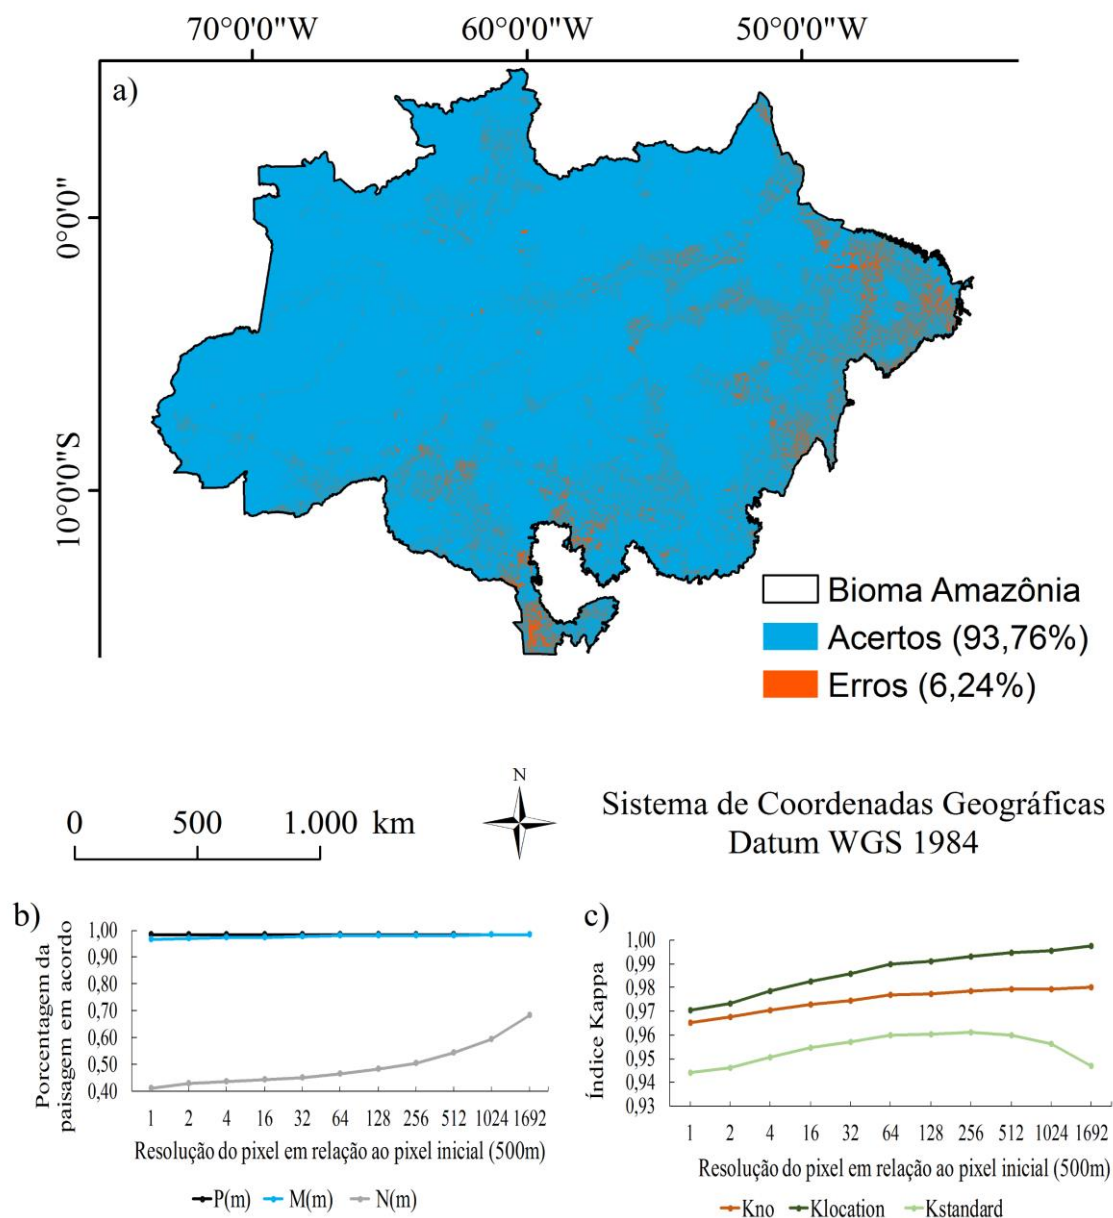 70°0'0"W 60°0'0"W 50°0'0"W
a)
0°0'0"
10°0'0"S
Bioma Amazônia
Acertos (93,76%)
Erros (6,24%)
N
0 500 1.000 km
Sistema de Coordenadas Geográficas
Datum WGS 1984
b)
Porcentagem da
paisagem em acordo
1,00
0,90
0,80
0,70
0,60
0,50
0,40
1 2 4 16 32 64 128 256 512 1024 1692
Resolução do pixel em relação ao pixel inicial (500m)
P(m) M(m) N(m)
c)
Índice Kappa
1,00
0,99
0,98
0,97
0,96
0,95
0,94
0,93
1 2 4 16 32 64 128 256 512 1024 1692
Resolução do pixel em relação ao pixel inicial (500m)
Kno Klocation Kstandard